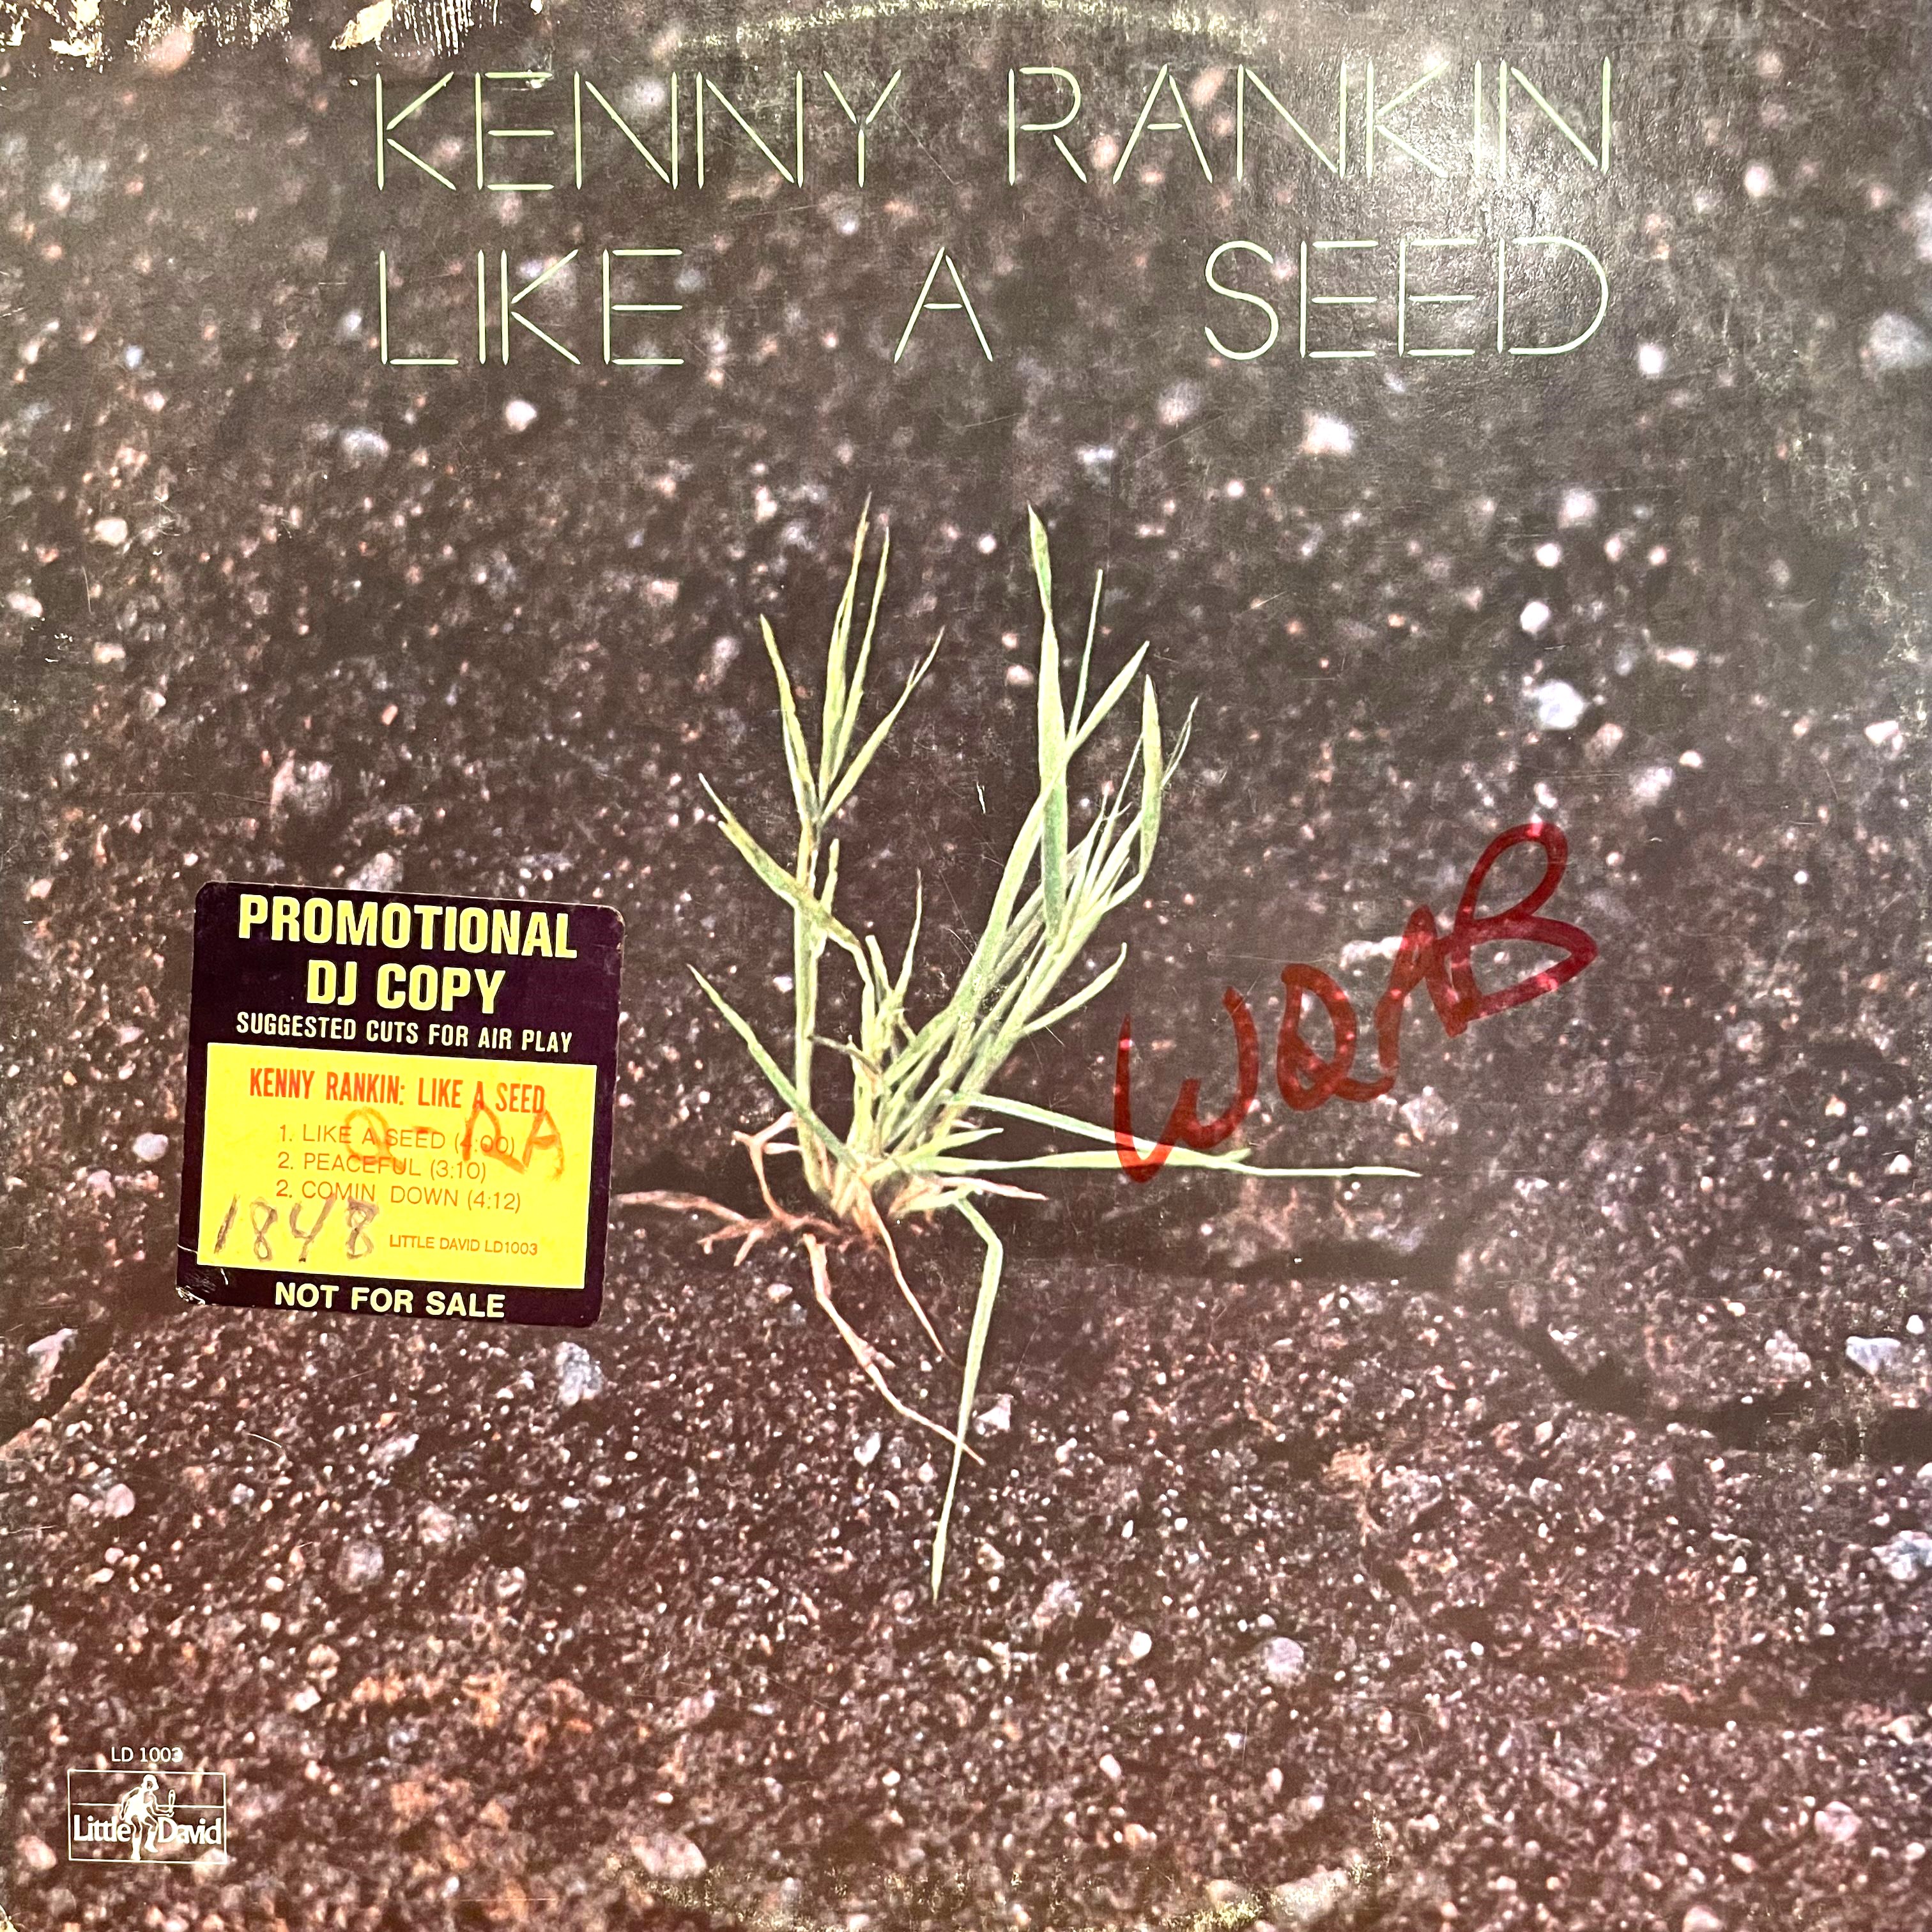 KENNY RANKIN
LIKE A SEED
PROMOTIONAL
DJ COPY
SUGGESTED CUTS FOR AIR PLAY
KENNY RANKIN: LIKE A SEED
Q-RA
1. LIKE A SEED (4:00)
2. PEACEFUL (3:10)
2. COMIN DOWN (4:12)
1848
LITTLE DAVID LD1003
NOT FOR SALE
LD 1003
Little David